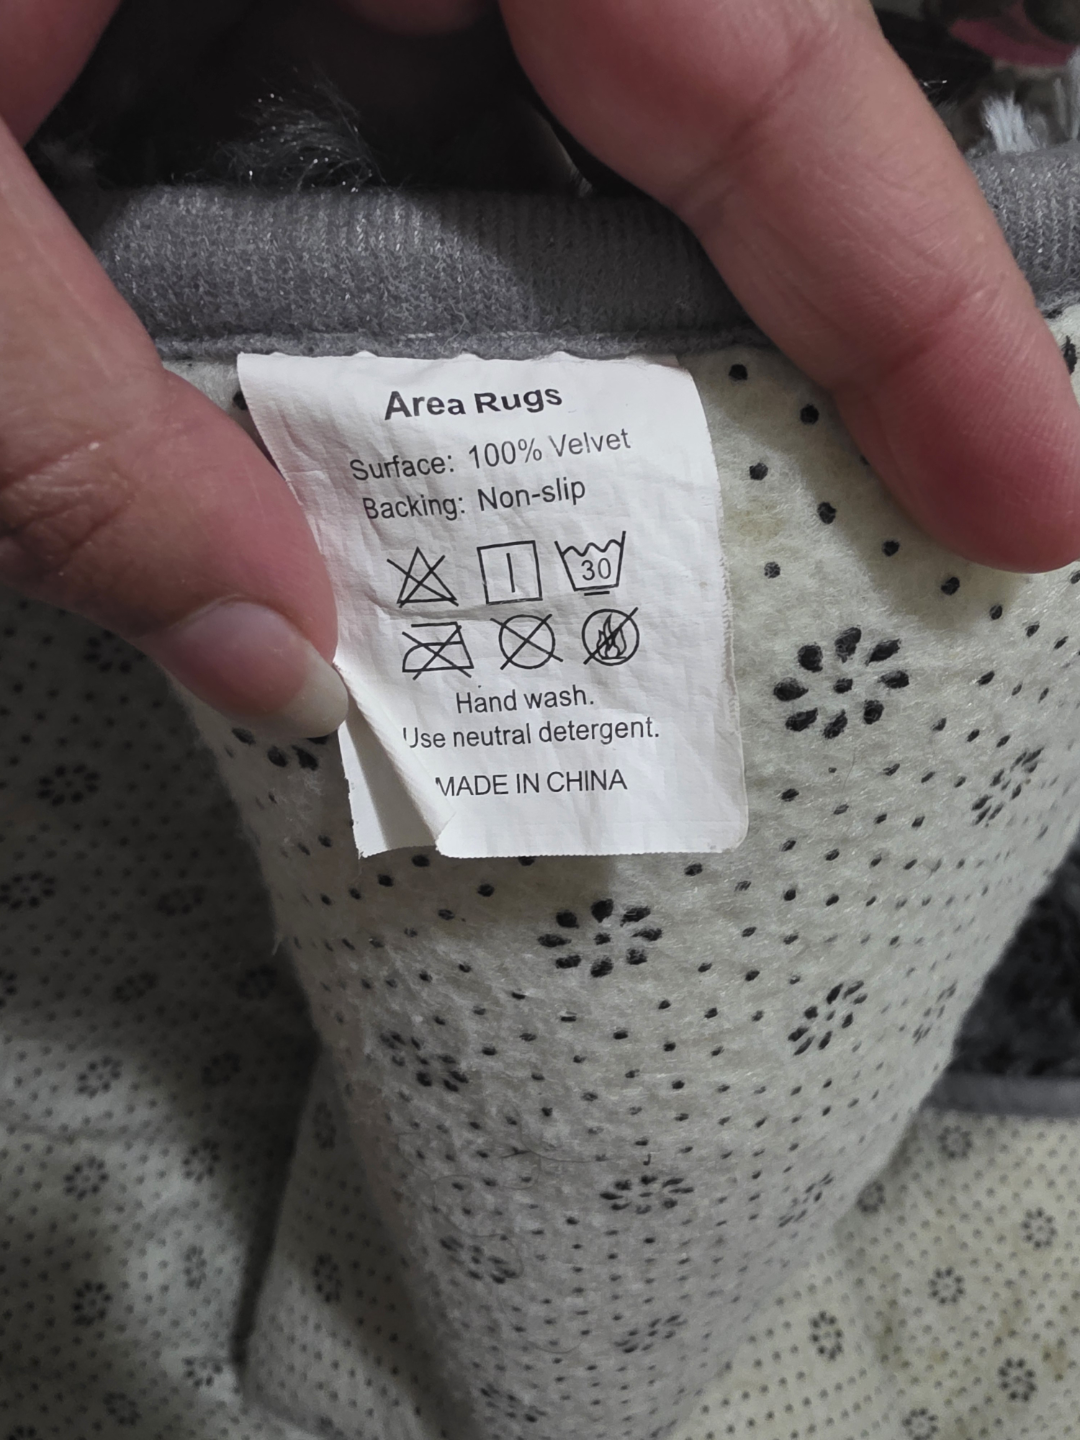 Area Rugs
Surface: 100% Velvet
Backing: Non-slip
30
Hand wash.
Use neutral detergent.
MADE IN CHINA